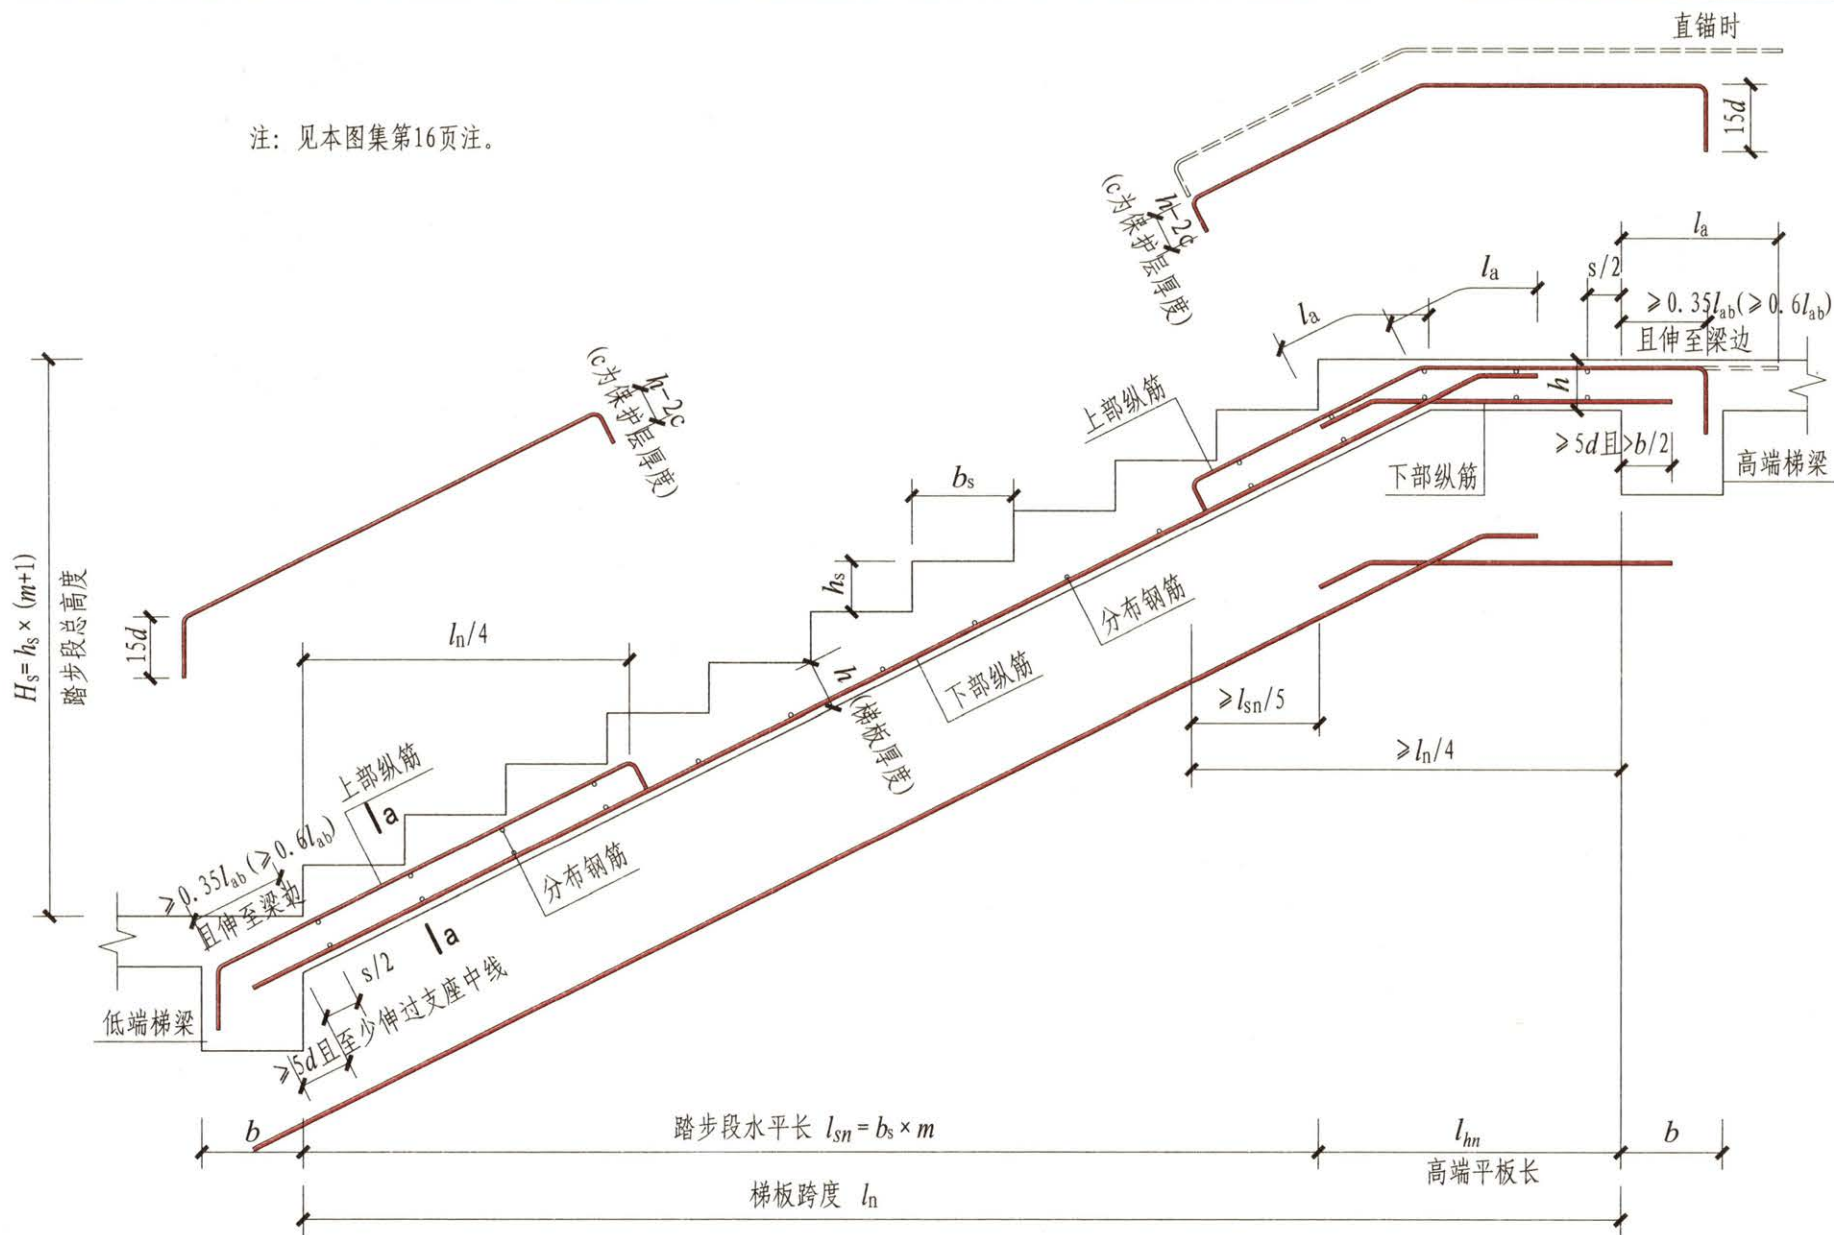 直锚时
注：见本图集第16页注。
15d
h-2c
(c为保护层厚度)
la
s/2
la
la
≥0.35lab(≥0.6lab)
且伸至梁边
h-2c
(c为保护层厚度)
上部纵筋
h
≥5d且>b/2
高端梯梁
下部纵筋
bs
hs
分布钢筋
Hs=hs×(m+1)
踏步段总高度
15d
ln/4
h
(梯板厚度)
下部纵筋
≥lsn/5
≥ln/4
上部纵筋
la
≥0.35lab(≥0.6lab)
且伸至梁边
分布钢筋
la
s/2
低端梯梁
≥5d且至少伸过支座中线
b
踏步段水平长 lsn=bs×m
lhn
b
高端平板长
梯板跨度 ln